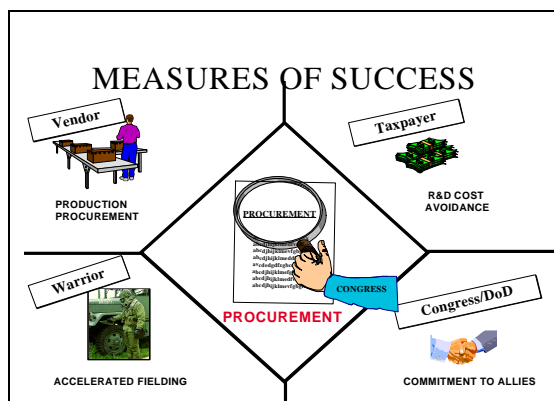 MEASURES OF SUCCESS
Vendor
Taxpayer
PRODUCTION
PROCUREMENT
R&D COST
AVOIDANCE
PROCUREMENT
CONGRESS
PROCUREMENT
Warrior
Congress/DoD
ACCELERATED FIELDING
COMMITMENT TO ALLIES